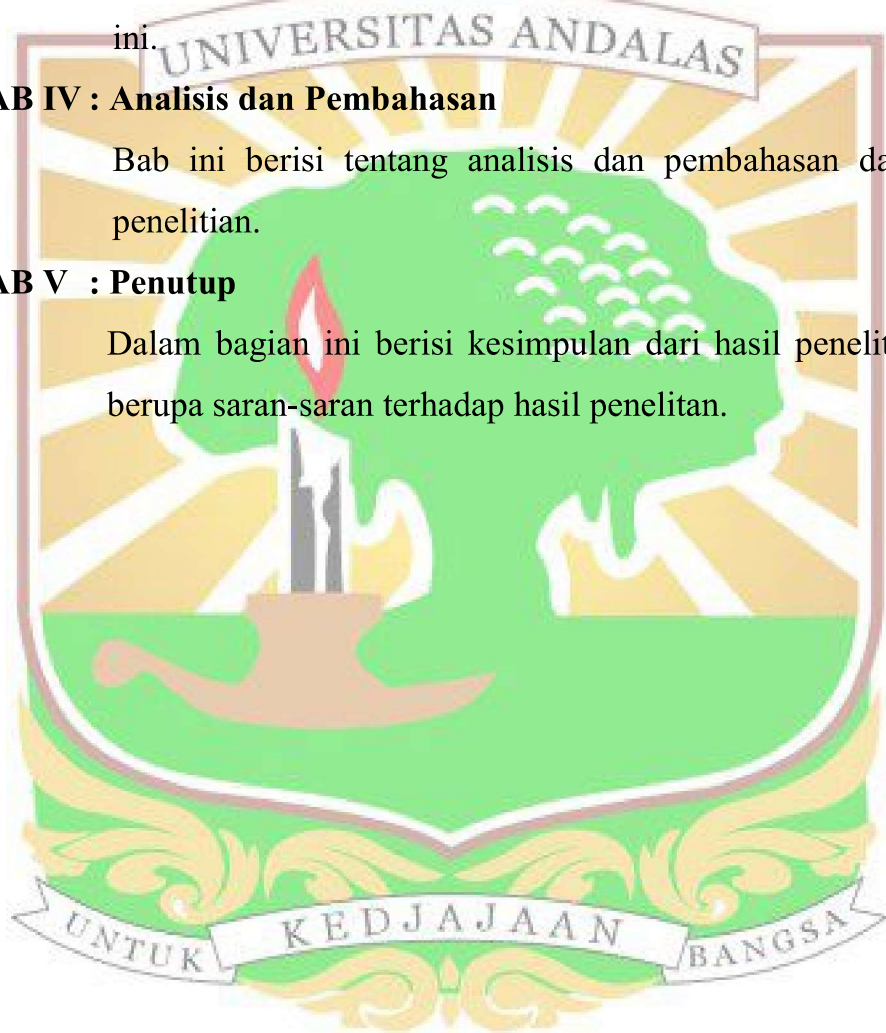 ini.
UNIVERSITAS ANDALAS
AB IV : Analisis dan Pembahasan
Bab ini berisi tentang analisis dan pembahasan da
penelitian.
AB V : Penutup
Dalam bagian ini berisi kesimpulan dari hasil penelit
berupa saran-saran terhadap hasil penelitan.
UNTUK KEDJAJAAN BANGSA